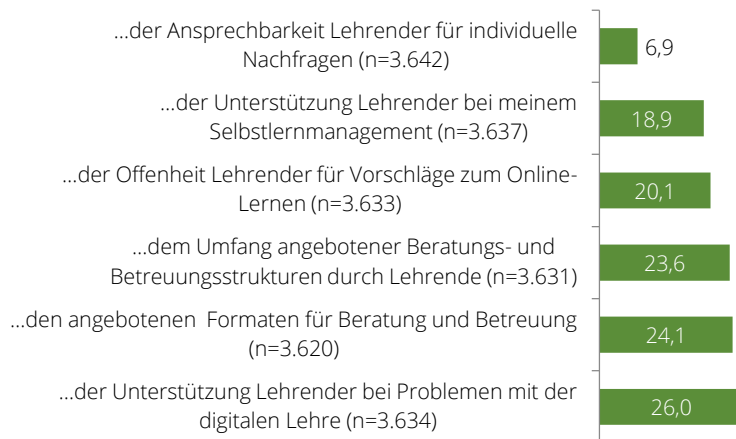 ...der Ansprechbarkeit Lehrender für individuelle
Nachfragen (n=3.642)
6,9
...der Unterstützung Lehrender bei meinem
Selbstlernmanagement (n=3.637)
18,9
...der Offenheit Lehrender für Vorschläge zum Online-
Lernen (n=3.633)
20,1
...dem Umfang angebotener Beratungs- und
Betreuungsstrukturen durch Lehrende (n=3.631)
23,6
...den angebotenen  Formaten für Beratung und Betreuung
(n=3.620)
24,1
...der Unterstützung Lehrender bei Problemen mit der
digitalen Lehre (n=3.634)
26,0